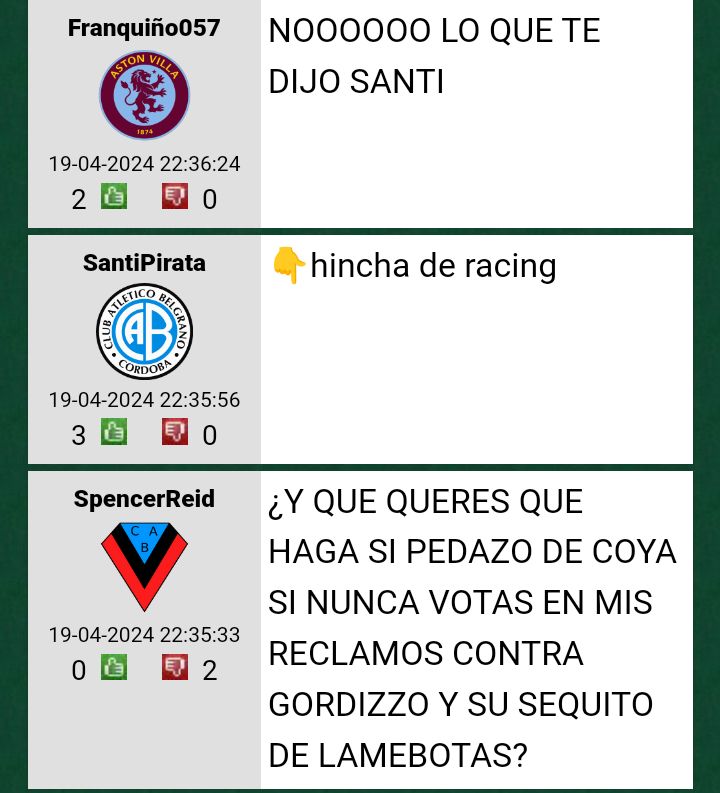 Franquiño057
ASTON VILLA
1874
19-04-2024 22:36:24
2 0
NOOOOOO LO QUE TE
DIJO SANTI
SantiPirata
CLUB ATLETICO BELGRANO
CAB
CORDOBA
19-04-2024 22:35:56
3 0
👇hincha de racing
SpencerReid
C A
B
19-04-2024 22:35:33
0 2
¿Y QUE QUERES QUE
HAGA SI PEDAZO DE COYA
SI NUNCA VOTAS EN MIS
RECLAMOS CONTRA
GORDIZZO Y SU SEQUITO
DE LAMEBOTAS?